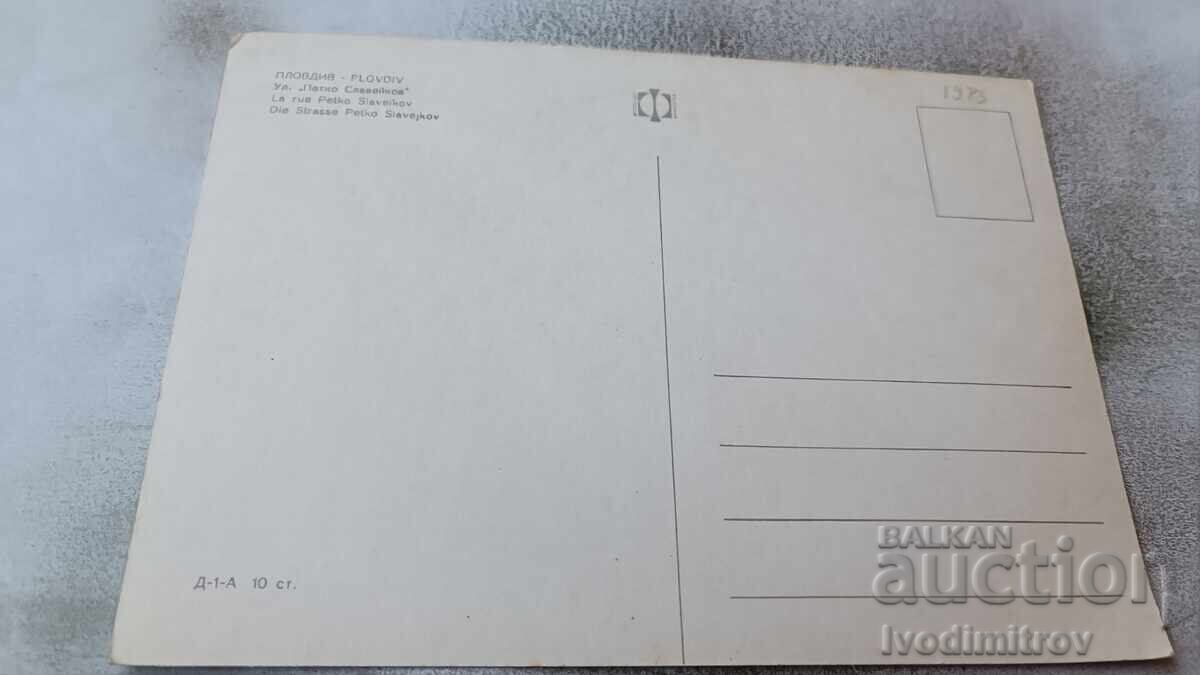 ПЛОВДИВ - PLOVDIV
Ул. „Петко Славейков"
La rue Petko Slaveikov
Die Strasse Petko Slavejkov
1973
Д-1-А 10 ст.
BALKAN
auction
Ivodimitrov